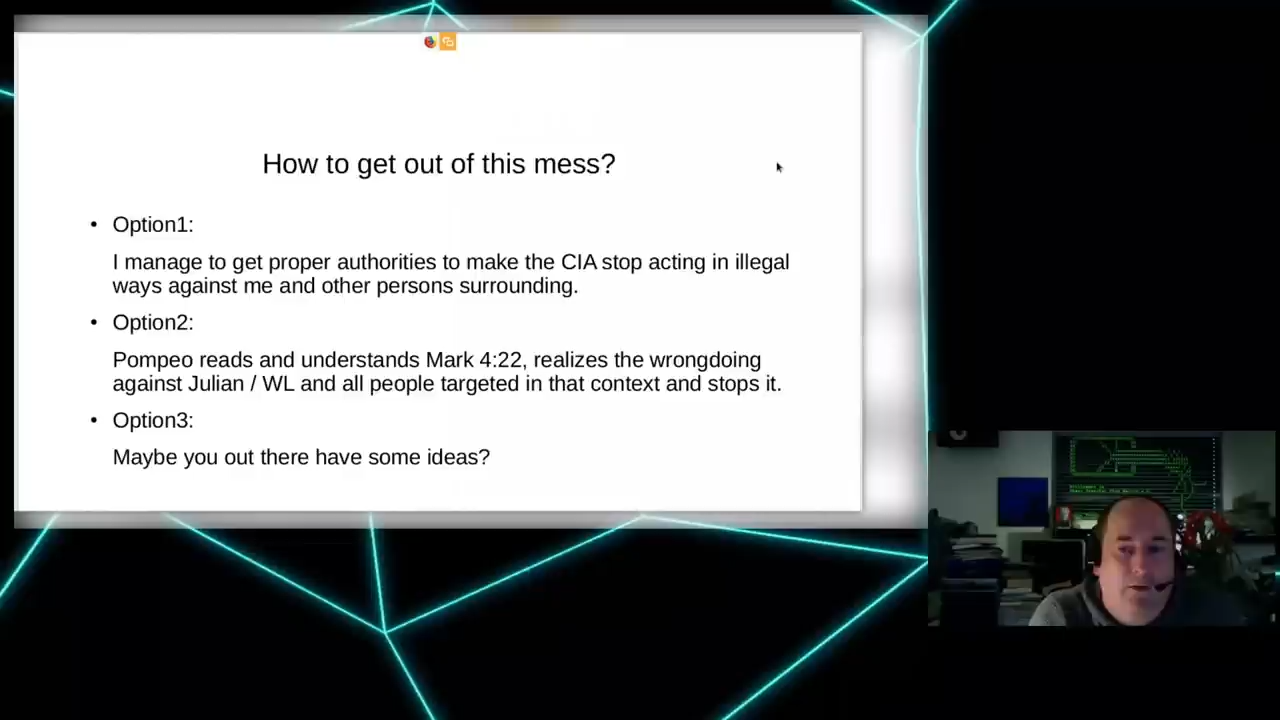 How to get out of this mess?
• Option1:
I manage to get proper authorities to make the CIA stop acting in illegal
ways against me and other persons surrounding.
• Option2:
Pompeo reads and understands Mark 4:22, realizes the wrongdoing
against Julian / WL and all people targeted in that context and stops it.
• Option3:
Maybe you out there have some ideas?